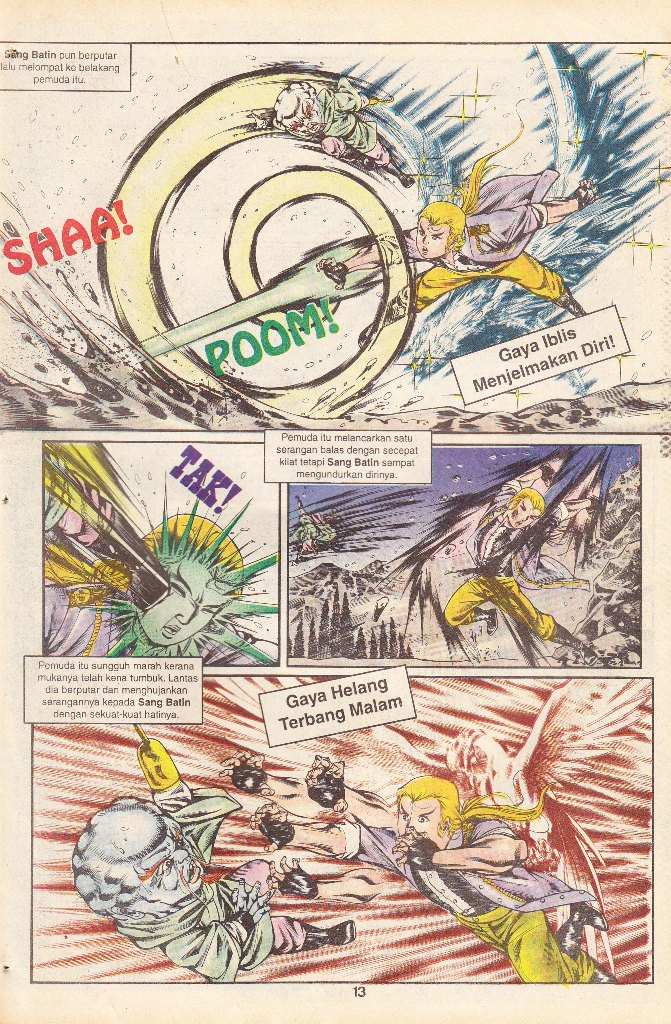 Sang Batin pun berputar
lalu melompat ke belakang
pemuda itu.
SHAA!
POOM!
Gaya Iblis
Menjelmakan Diri!
TAK!
Pemuda itu melancarkan satu
serangan balas dengan secepat
kilat tetapi Sang Batin sempat
mengundurkan dirinya.
Pemuda itu sungguh marah kerana
mukanya telah kena tumbuk. Lantas
dia berputar dan menghujankan
serangannya kepada Sang Batin
dengan sekuat-kuat hatinya.
Gaya Helang
Terbang Malam
13